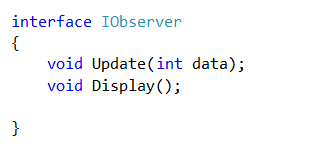 interface IObserver
{
    void Update(int data);
    void Display();

}